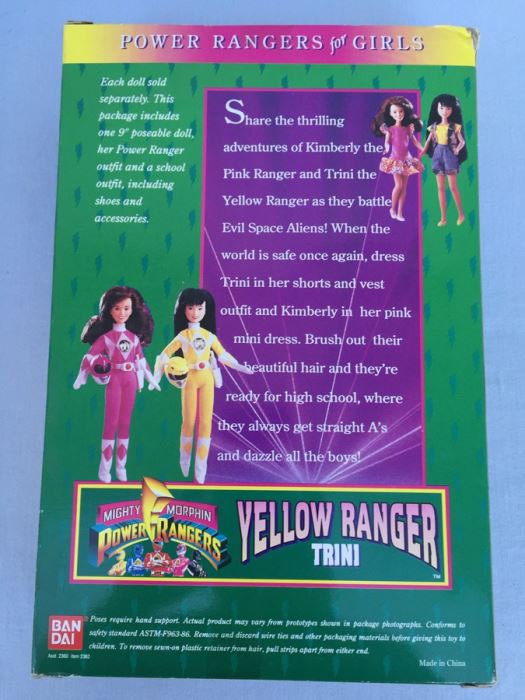 POWER RANGERS for GIRLS
Each doll sold
separately. This
package includes
one 9" poseable doll,
her Power Ranger
outfit and a school
outfit, including
shoes and
accessories.
Share the thrilling
adventures of Kimberly the
Pink Ranger and Trini the
Yellow Ranger as they battle
Evil Space Aliens! When the
world is safe once again, dress
Trini in her shorts and vest
outfit and Kimberly in her pink
mini dress. Brush out their
beautiful hair and they're
ready for high school, where
they always get straight A's
and dazzle all the boys!
MIGHTY MORPHIN
POWER RANGERS
YELLOW RANGER
TRINI
TM
BAN
DAI
®
Asst 2360 Item 2362
Poses require hand support. Actual product may vary from prototypes shown in package photographs. Conforms to
safety standard ASTM-F963-86. Remove and discard wire ties and other packaging materials before giving this toy to
children. To remove sewn-on plastic retainer from hair, pull strips apart from either end.
Made in China